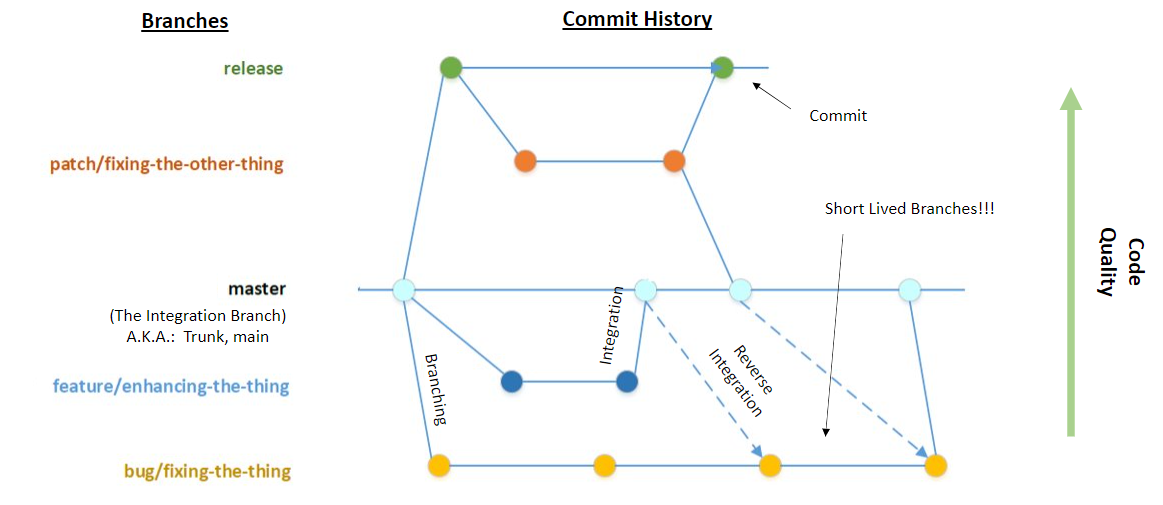 Branches
Commit History
release
Commit
patch/fixing-the-other-thing
Short Lived Branches!!!
Code
Quality
master
(The Integration Branch)
A.K.A.:  Trunk, main
Integration
Branching
Reverse
Integration
feature/enhancing-the-thing
bug/fixing-the-thing